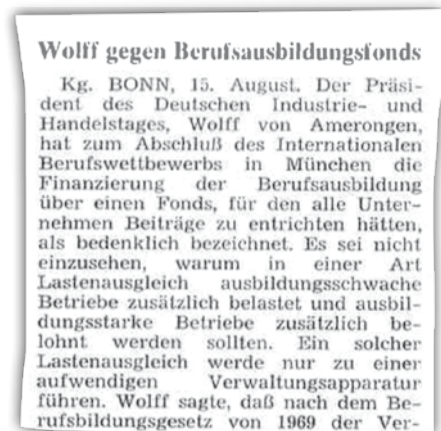 Wolff gegen Berufsausbildungsfonds
Kg. BONN, 15. August. Der Präsi-
dent des Deutschen Industrie- und
Handelstages, Wolff von Amerongen,
hat zum Abschluß des Internationalen
Berufswettbewerbs in München die
Finanzierung der Berufsausbildung
über einen Fonds, für den alle Unter-
nehmen Beiträge zu entrichten hätten,
als bedenklich bezeichnet. Es sei nicht
einzusehen, warum in einer Art
Lastenausgleich ausbildungsschwache
Betriebe zusätzlich belastet und ausbil-
dungsstarke Betriebe zusätzlich be-
lohnt werden sollten. Ein solcher
Lastenausgleich werde nur zu einer
aufwendigen Verwaltungsapparatur
führen. Wolff sagte, daß nach dem Be-
rufsbildungsgesetz von 1969 der Ver-